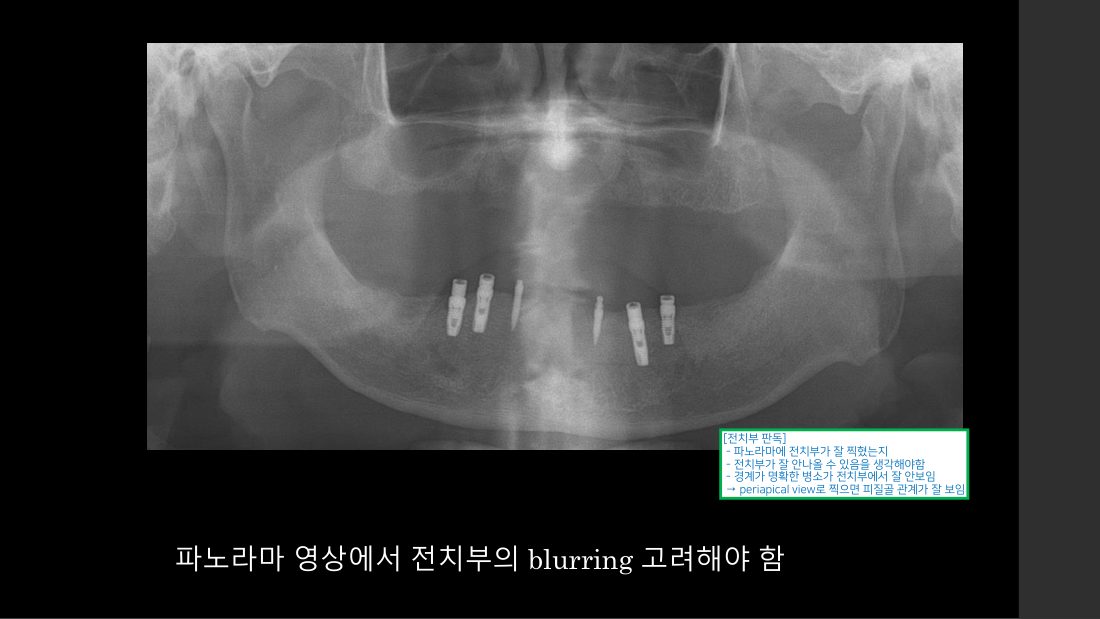 [전치부 판독]
- 파노라마에 전치부가 잘 찍혔는지
- 전치부가 잘 안나올 수 있음을 생각해야함
- 경계가 명확한 병소가 전치부에서 잘 안보임
→ periapical view로 찍으면 피질골 관계가 잘 보임
파노라마 영상에서 전치부의 blurring 고려해야 함